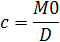 c = M0/D